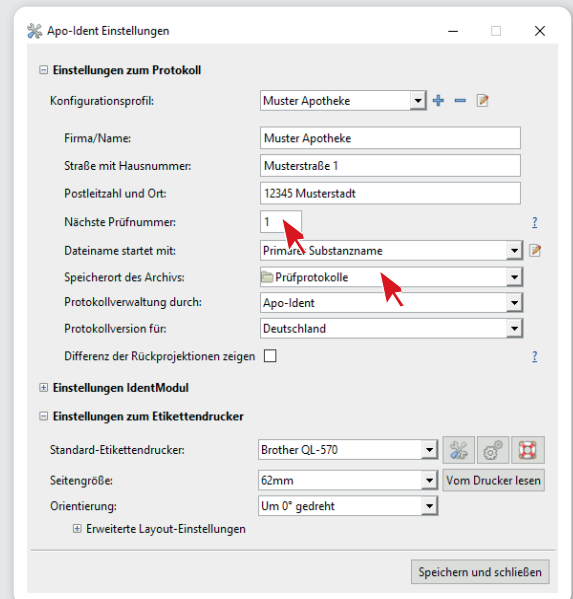 Apo-Ident Einstellungen
Einstellungen zum Protokoll
Konfigurationsprofil: Muster Apotheke
Firma/Name: Muster Apotheke
Straße mit Hausnummer: Musterstraße 1
Postleitzahl und Ort: 12345 Musterstadt
Nächste Prüfnummer: 1 ?
Dateiname startet mit: Primärer Substanzname
Speicherort des Archivs: Prüfprotokolle
Protokollverwaltung durch: Apo-Ident
Protokollversion für: Deutschland
Differenz der Rückprojektionen zeigen ?
Einstellungen IdentModul
Einstellungen zum Etikettendrucker
Standard-Etikettendrucker: Brother QL-570
Seitengröße: 62mm Vom Drucker lesen
Orientierung: Um 0° gedreht
Erweiterte Layout-Einstellungen
Speichern und schließen